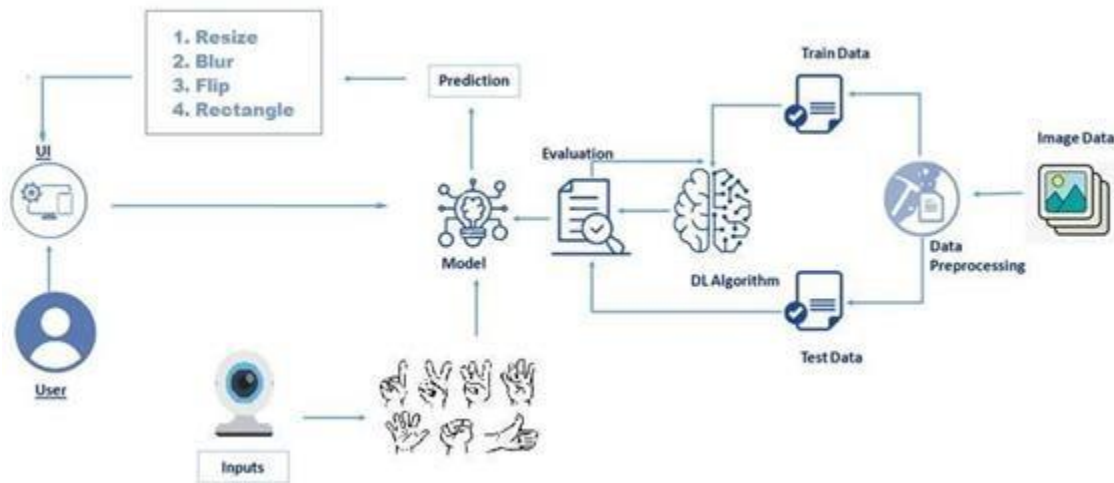 1. Resize
2. Blur
3. Flip
4. Rectangle
Prediction
Train Data
Image Data
UI
Evaluation
Model
DL Algorithm
Data
Preprocessing
Test Data
User
Inputs